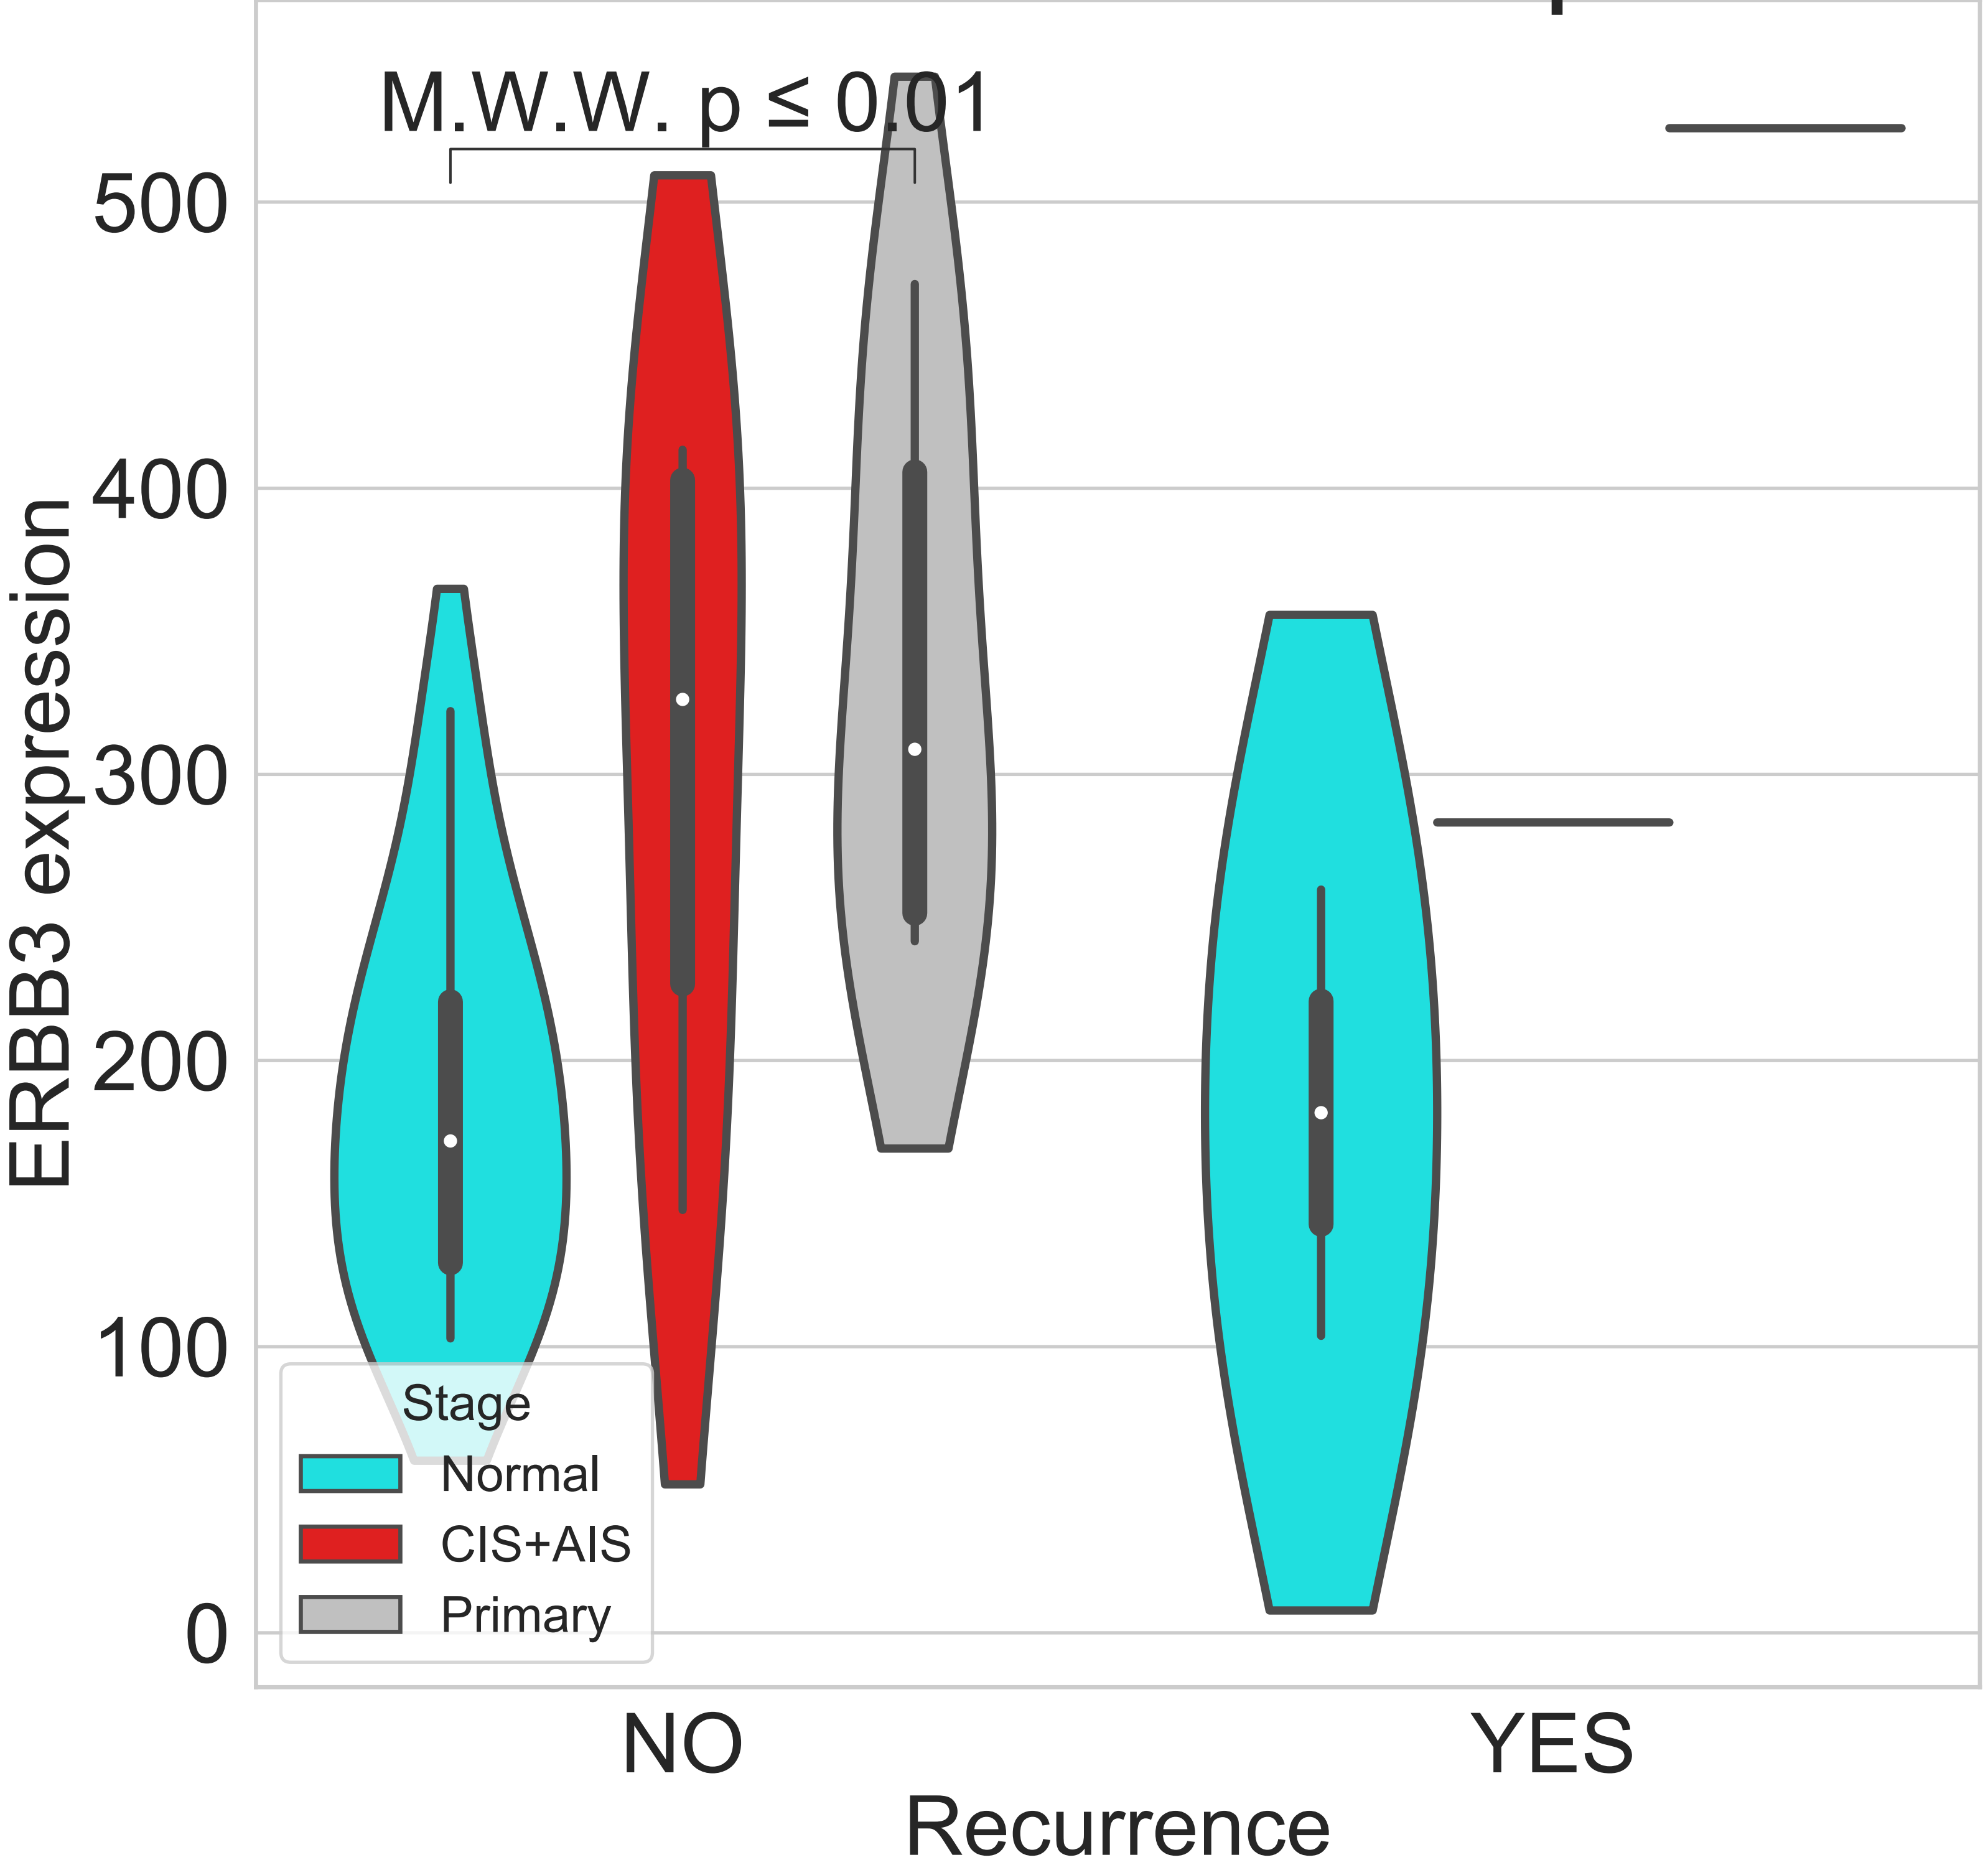 M.W.W. p ≤ 0.01
500
400
300
200
100
0
ERBB3 expression
Stage
Normal
CIS+AIS
Primary
NO
YES
Recurrence